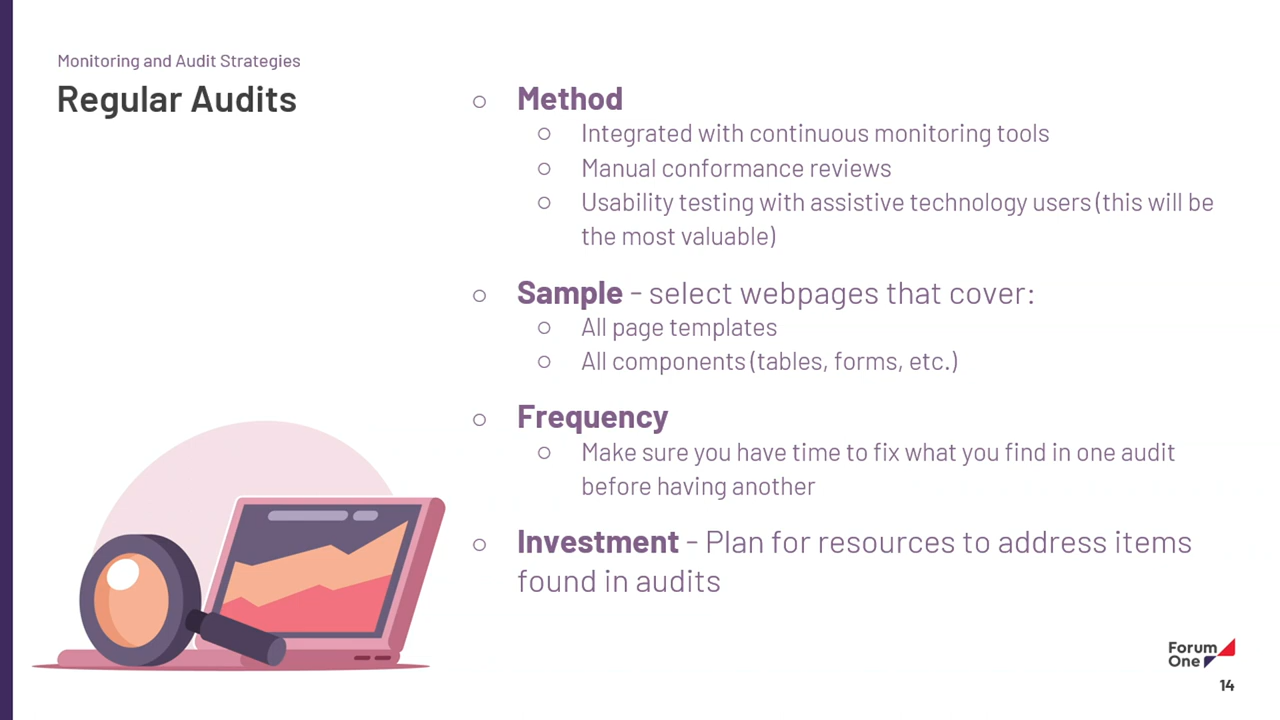 Monitoring and Audit Strategies
Regular Audits
Method
Integrated with continuous monitoring tools
Manual conformance reviews
Usability testing with assistive technology users (this will be
the most valuable)
Sample - select webpages that cover:
All page templates
All components (tables, forms, etc.)
Frequency
Make sure you have time to fix what you find in one audit
before having another
Investment - Plan for resources to address items
found in audits
Forum
One
14